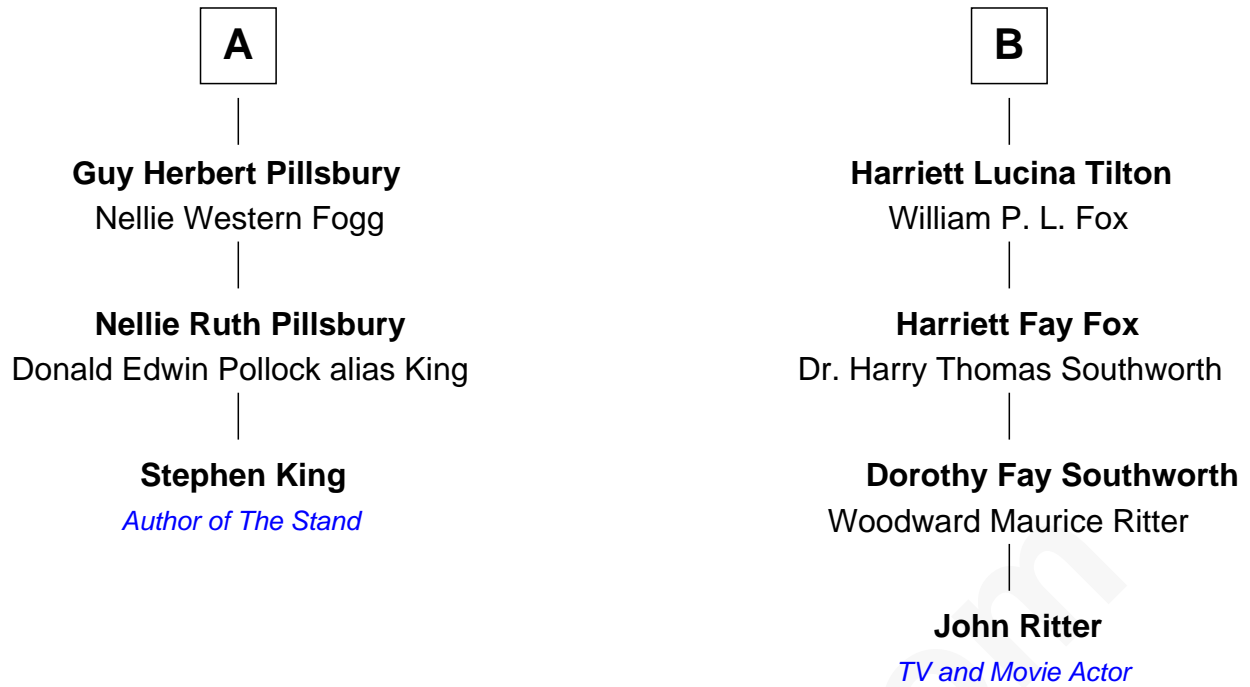 A
Guy Herbert Pillsbury
Nellie Western Fogg
Nellie Ruth Pillsbury
Donald Edwin Pollock alias King
Stephen King
Author of The Stand
B
Harriett Lucina Tilton
William P. L. Fox
Harriett Fay Fox
Dr. Harry Thomas Southworth
Dorothy Fay Southworth
Woodward Maurice Ritter
John Ritter
TV and Movie Actor